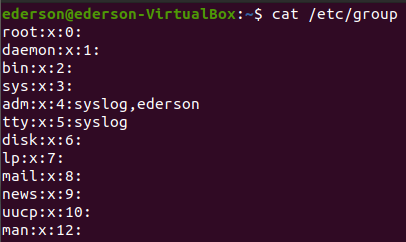 ederson@ederson-VirtualBox:~$ cat /etc/group
root:x:0:
daemon:x:1:
bin:x:2:
sys:x:3:
adm:x:4:syslog,ederson
tty:x:5:syslog
disk:x:6:
lp:x:7:
mail:x:8:
news:x:9:
uucp:x:10:
man:x:12: